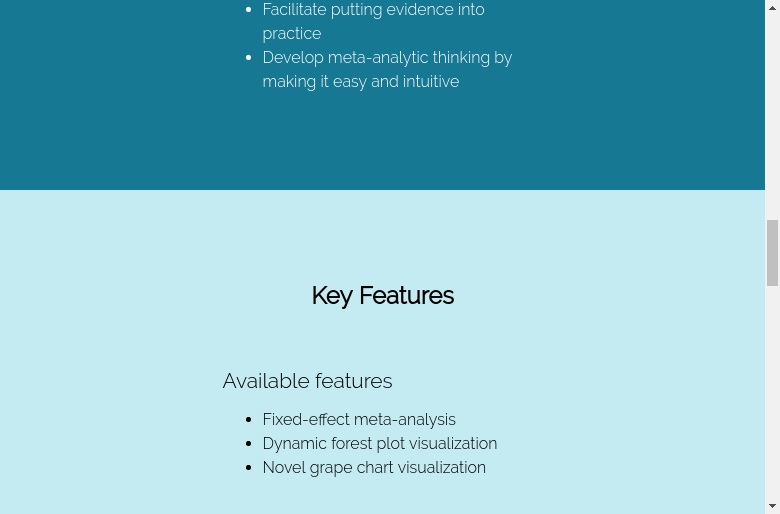 Facilitate putting evidence into
practice
Develop meta-analytic thinking by
making it easy and intuitive
Key Features
Available features
Fixed-effect meta-analysis
Dynamic forest plot visualization
Novel grape chart visualization